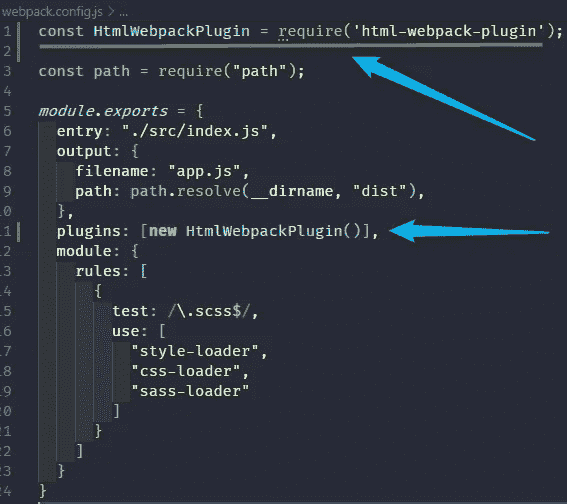 webpack.config.js > ...
1 const HtmlWebpackPlugin = require('html-webpack-plugin');
2
3 const path = require("path");
4
5 module.exports = {
6 entry: "./src/index.js",
7 output: {
8 filename: "app.js",
9 path: path.resolve(__dirname, "dist"),
10 },
11 plugins: [new HtmlWebpackPlugin()],
12 module: {
13 rules: [
14 {
15 test: /\.scss$/,
16 use: [
17 "style-loader",
18 "css-loader",
19 "sass-loader"
20 ]
21 }
22 ]
23 }
24 }